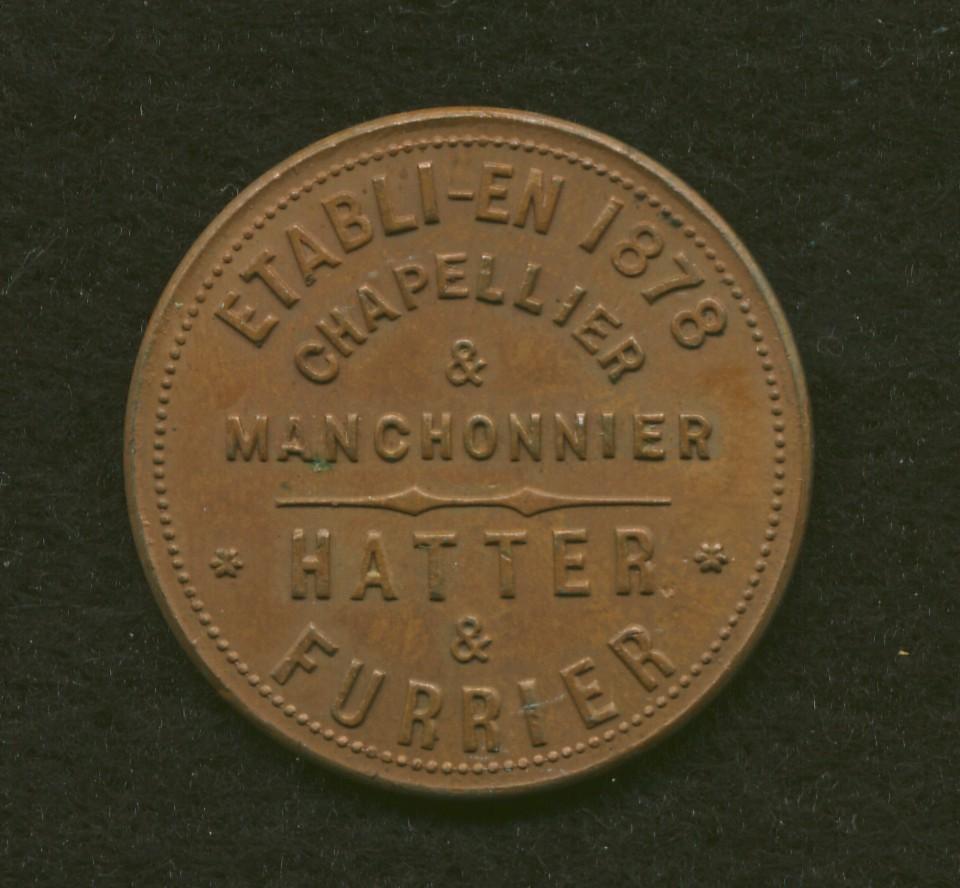 ETABLI-EN 1878
CHAPELLIER
&
MANCHONNIER
* HATTER *
&
FURRIER